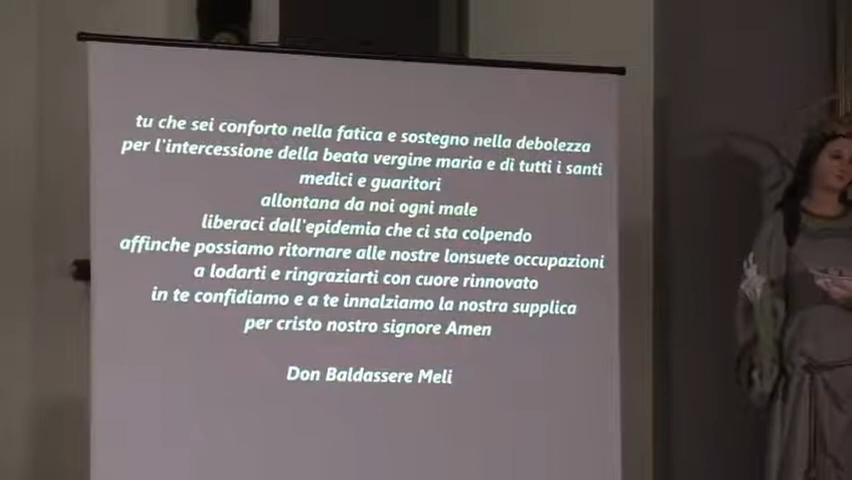 tu che sei conforto nella fatica e sostegno nella debolezza
per l'intercessione della beata vergine maria e di tutti i santi
medici e guaritori
allontana da noi ogni male
liberaci dall'epidemia che ci sta colpendo
affinche possiamo ritornare alle nostre lonsuete occupazioni
a lodarti e ringraziarti con cuore rinnovato
in te confidiamo e a te innalziamo la nostra supplica
per cristo nostro signore Amen
Don Baldassere Meli